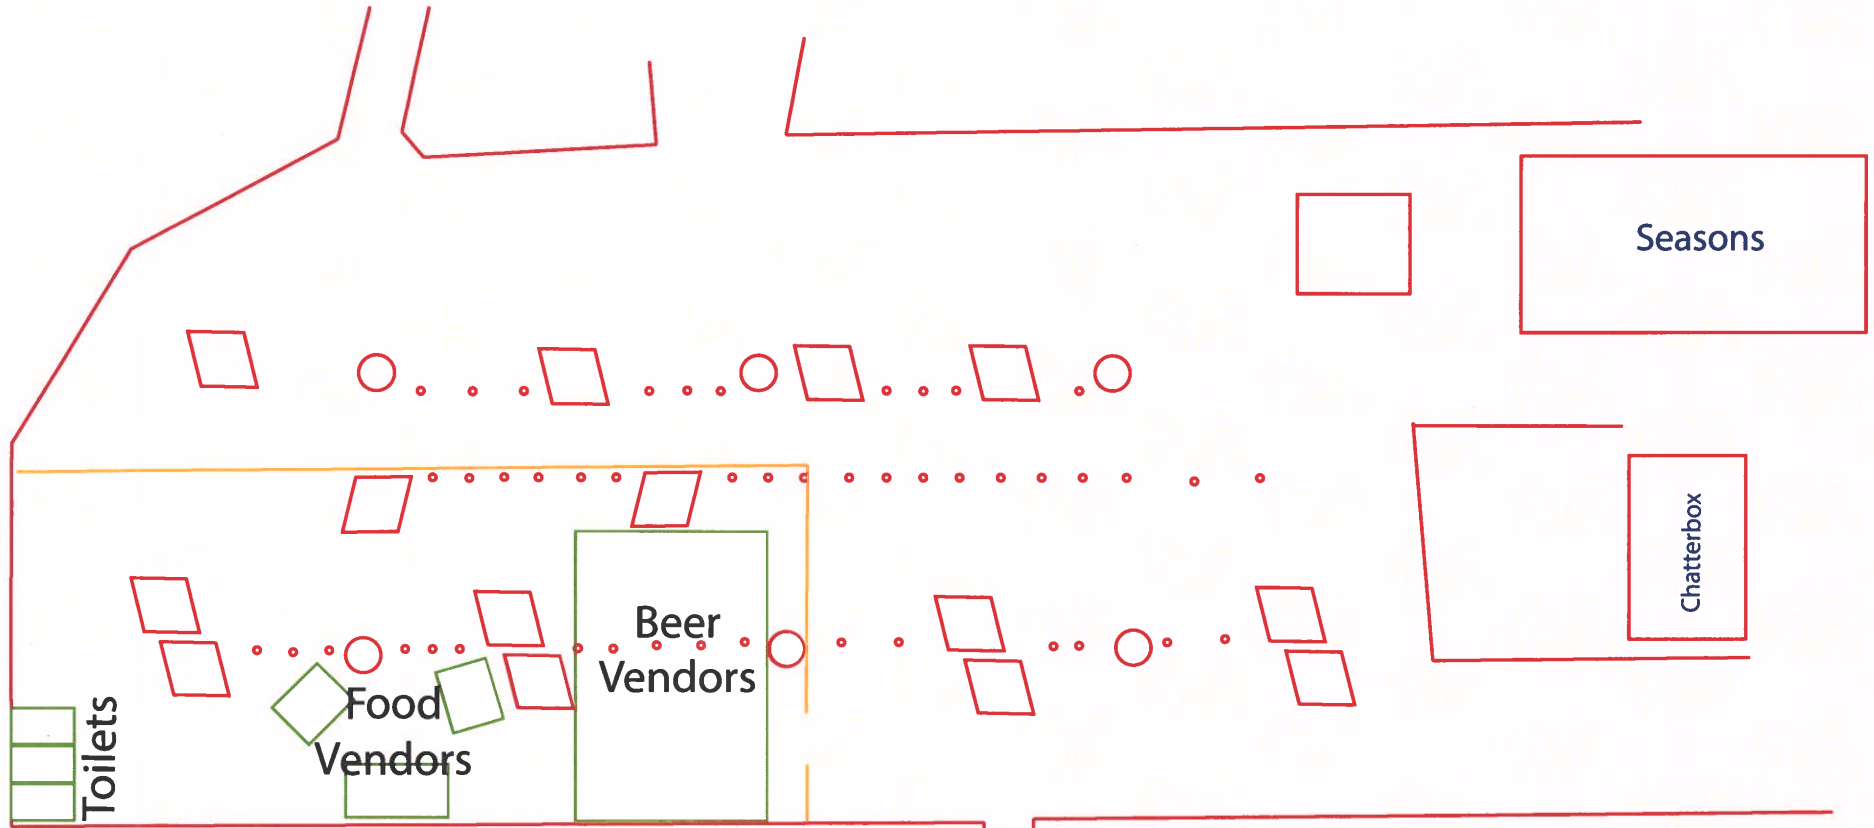 Seasons
Chatterbox
Beer
Vendors
Food
Vendors
Toilets